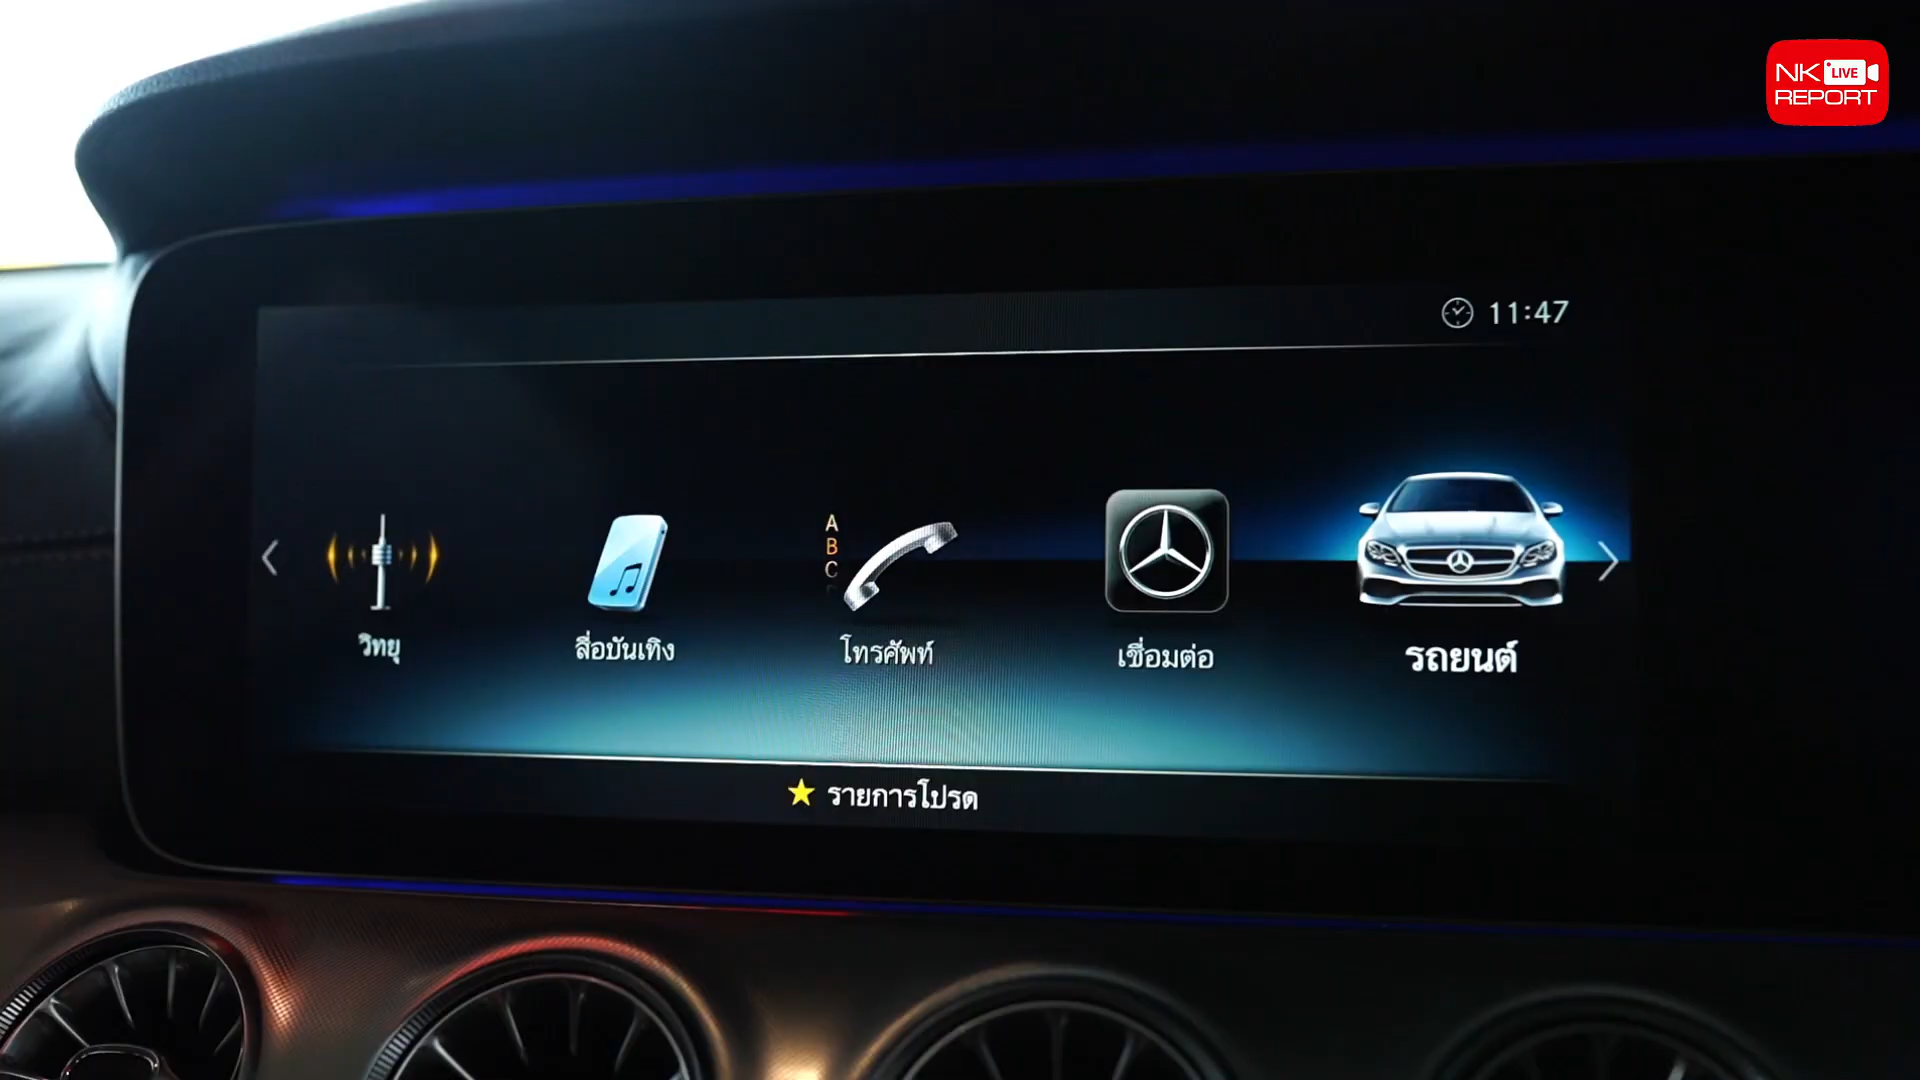 NK LIVE
REPORT
11:47
A
B
C
วิทยุ
สื่อบันเทิง
โทรศัพท์
เชื่อมต่อ
รถยนต์
รายการโปรด